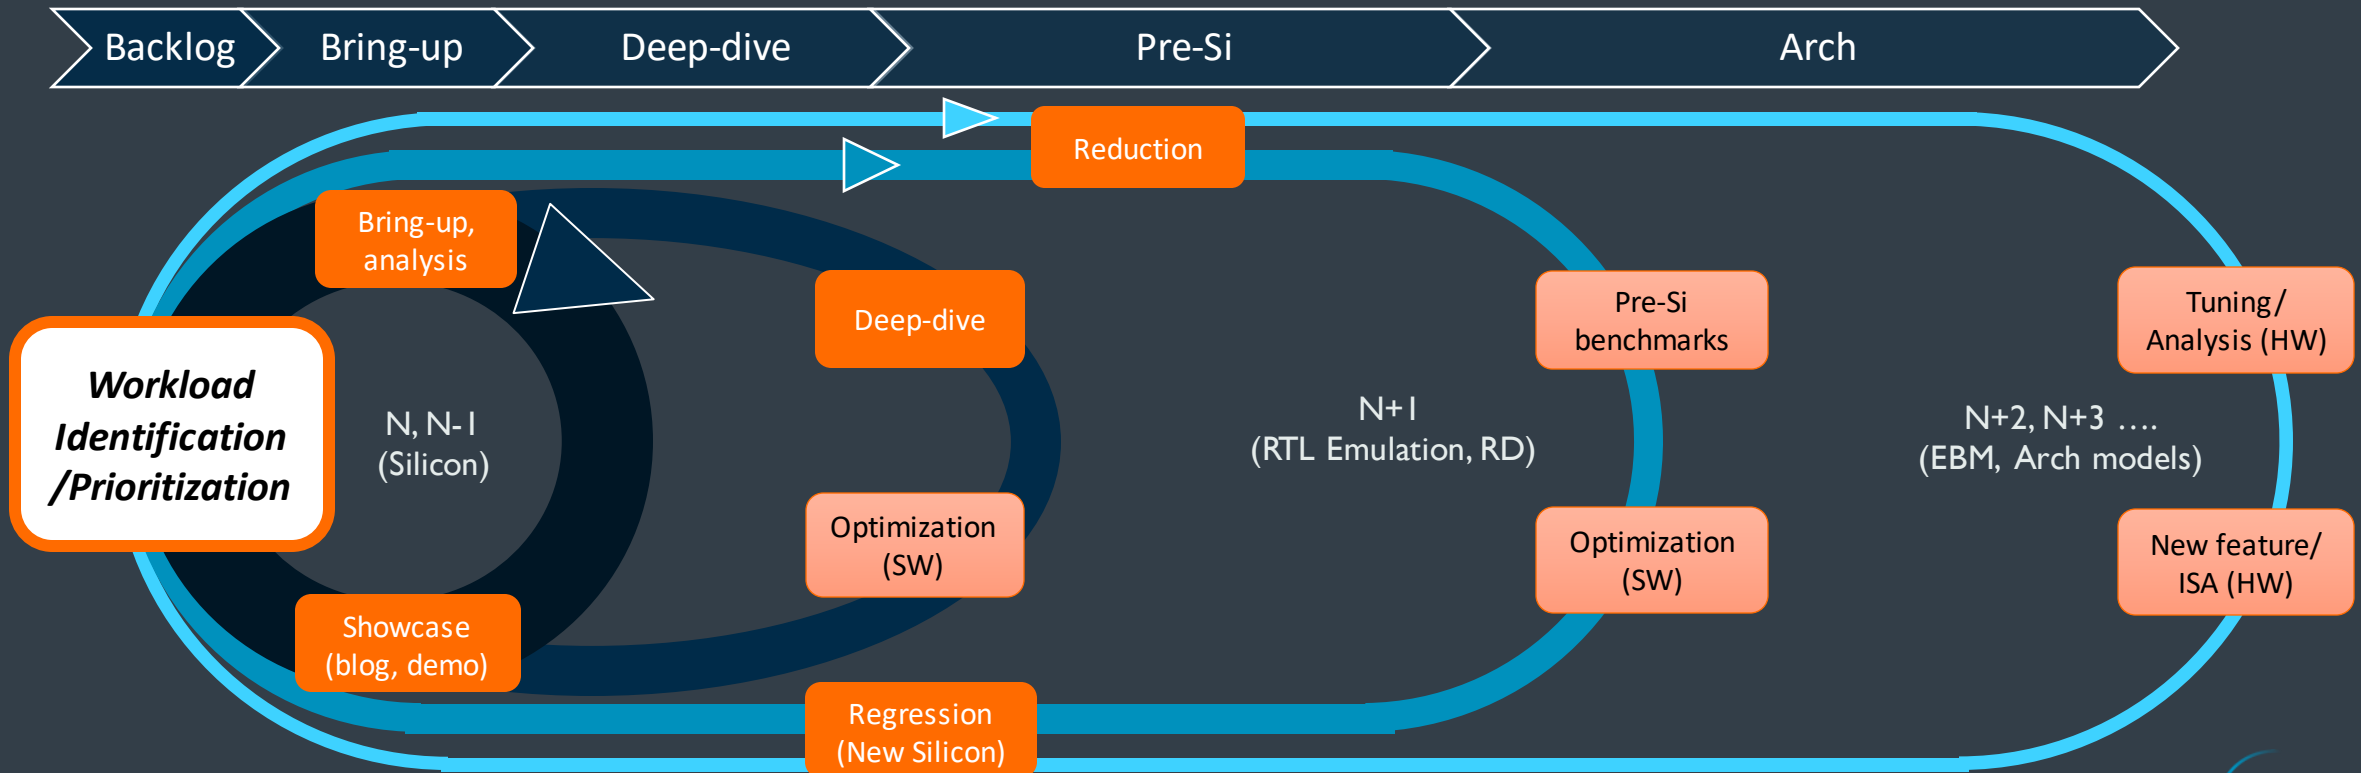 Backlog
Bring-up
Deep-dive
Pre-Si
Arch
Reduction
Bring-up,
analysis
Deep-dive
Pre-Si
benchmarks
Tuning/
Analysis (HW)
Workload
Identification
/Prioritization
N, N-1
(Silicon)
N+1
(RTL Emulation, RD)
N+2, N+3 ....
(EBM, Arch models)
Optimization
(SW)
Optimization
(SW)
New feature/
ISA (HW)
Showcase
(blog, demo)
Regression
(New Silicon)